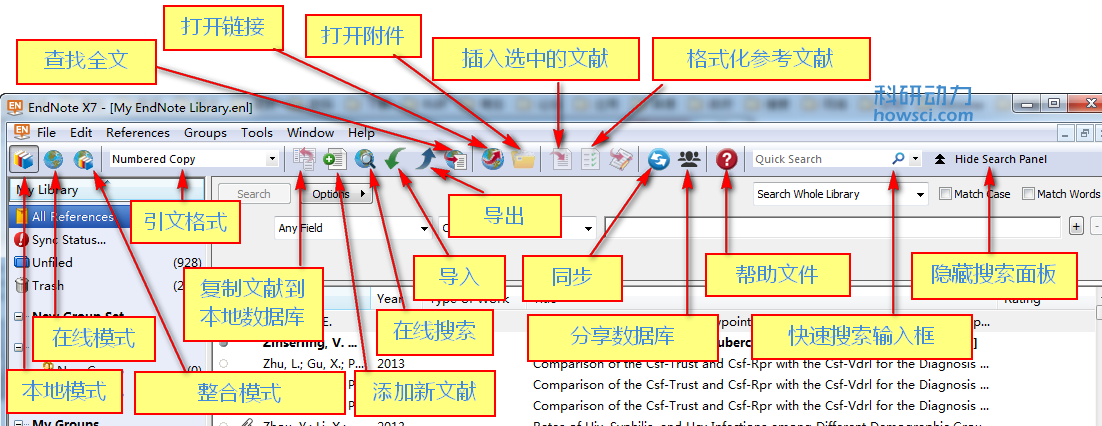 打开链接
打开附件
查找全文
插入选中的文献
格式化参考文献
EN
EndNote X7 - [My EndNote Library.enl]
科研动力
howsci.com
EN
File Edit References Groups Tools Window Help
Numbered Copy
Quick Search
Hide Search Panel
My Library
Search
Options
Search Whole Library
Match Case
Match Words
All References
引文格式
导出
Any Field
Sync Status...
Unfiled
(928)
导入
同步
帮助文件
隐藏搜索面板
Trash
复制文献到
本地数据库
Year
Rating
在线模式
在线搜索
分享数据库
快速搜索输入框
E.
Zinsering, V. ...
Zhu, L.; Gu, X.; P...
2013
Comparison of the Csf-Trust and Csf-Rpr with the Csf-Vdrl for the Diagnosis ...
本地模式
整合模式
添加新文献
(0)
Comparison of the Csf-Trust and Csf-Rpr with the Csf-Vdrl for the Diagnosis ...
Comparison of the Csf-Trust and Csf-Rpr with the Csf-Vdrl for the Diagnosis ...
My Groups